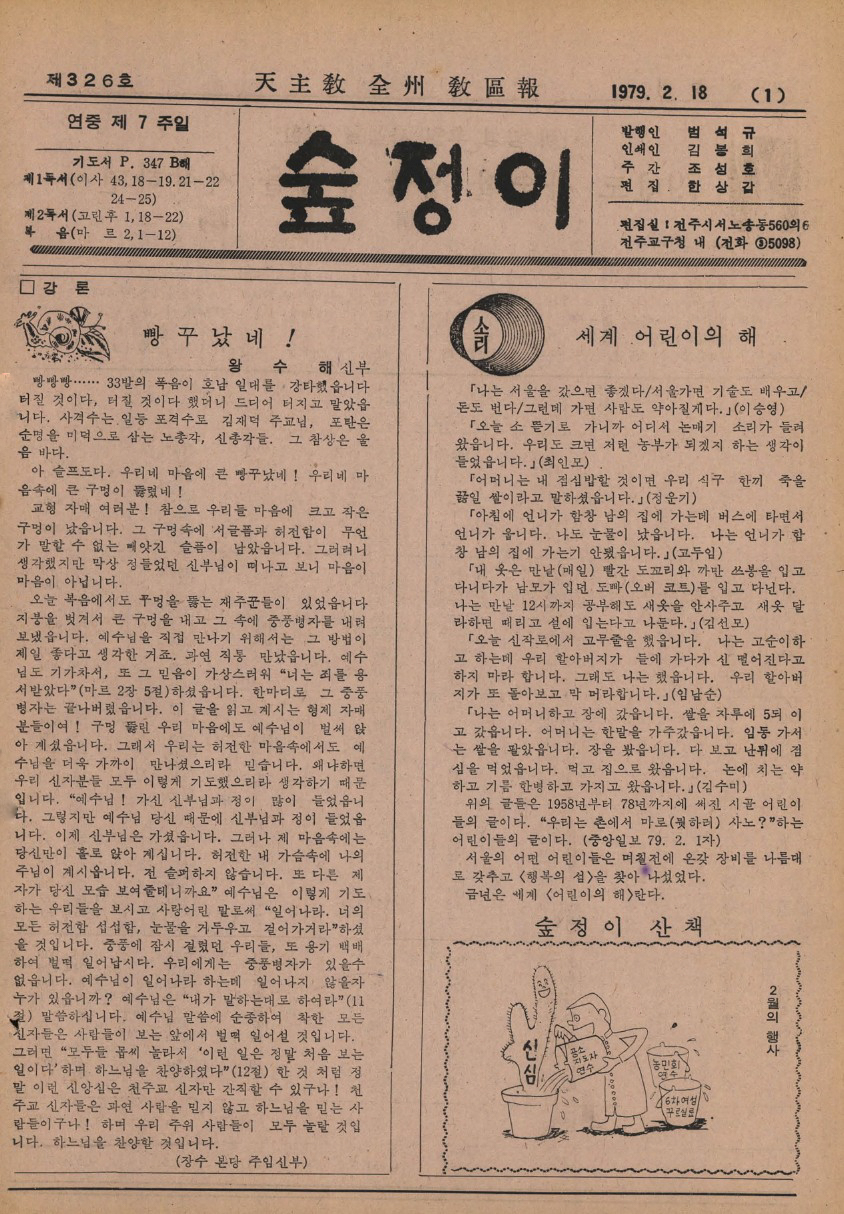 제326호
天主敎 全州 敎區報
1979. 2. 18
(1)
연중 제 7 주일
기도서 P. 347 B해
제1독서(이사 43,18-19.21-22
24-25)
제2독서(고린후 1,18-22)
복 음(마 르 2,1-12)
숲정이
발행인 범석규
인쇄인 김봉희
주 간 조성호
편 집 한상갑
편집실: 전주시서노송동560의6
전주교구청 내 (전화 ③5098)
□ 강 론
빵꾸났네!
왕 수 해 신부
빵빵빵…… 33발의 폭음이 호남 일대를 강타했읍니다
터질 것이다, 터질 것이다 했더니 드디어 터지고 말았읍
니다. 사격수는 일등 포격수로 김재덕 주교님, 포탄은
순명을 미덕으로 삼는 노총각, 신총각들. 그 참상은 울
음 바다.
아 슬프도다. 우리네 마음에 큰 빵꾸났네! 우리네 마
음속에 큰 구멍이 뚫렸네!
교형 자매 여러분! 참으로 우리들 마음에 크고 작은
구멍이 났읍니다. 그 구멍속에 서글픔과 허전함이 무언
가 말할 수 없는 빼앗긴 슬픔이 남았읍니다. 그러려니
생각했지만 막상 정들었던 신부님이 떠나고 보니 마음이
마음이 아닙니다.
오늘 복음에서도 구멍을 뚫는 재주꾼들이 있었읍니다
지붕을 벗겨서 큰 구멍을 내고 그 속에 중풍병자를 내려
보냈읍니다. 예수님을 직접 만나기 위해서는 그 방법이
제일 좋다고 생각한 거죠. 과연 직통 만났읍니다. 예수
님도 기가차서, 또 그 믿음이 가상스러워 “너는 죄를 용
서받았다”(마르 2장 5절)하셨읍니다. 한마디로 그 중풍
병자는 끝나버렸읍니다. 이 글을 읽고 계시는 형제 자매
분들이여! 구멍 뚫린 우리 마음에도 예수님이 벌써 앉
아 계셨읍니다. 그래서 우리는 허전한 마음속에서도 예
수님을 더욱 가까이 만나셨으리라 믿습니다. 왜냐하면
우리 신자분들 모두 이렇게 기도했으리라 생각하기 때문
입니다. “예수님! 가신 신부님과 정이 많이 들었읍니
다. 그렇지만 예수님 당신 때문에 신부님과 정이 들었읍
니다. 이제 신부님은 가셨읍니다. 그러나 제 마음속에는
당신만이 홀로 앉아 계십니다. 허전한 내 가슴속에 나의
주님이 계시읍니다. 전 슬퍼하지 않습니다. 또 다른 제
자가 당신 모습 보여줄테니까요” 예수님은 이렇게 기도
하는 우리들을 보시고 사랑어린 말로써 “일어나라. 너의
모든 허전함 섭섭함, 눈물을 거두우고 걸어가거라”하셨
을 것입니다. 중풍에 잠시 걸렸던 우리들, 또 용기 백배
하여 벌떡 일어납시다. 우리에게는 중풍병자가 있을수
없읍니다. 예수님이 일어나라 하는데 일어나지 않을자
누가 있읍니까? 예수님은 “내가 말하는대로 하여라”(11
절) 말씀하십니다. 예수님 말씀에 순종하여 착한 모든
신자들은 사람들이 보는 앞에서 벌떡 일어설 것입니다.
그러면 “모두들 몹씨 놀라서 ‘이런 일은 정말 처음 보는
일이다’하며 하느님을 찬양하였다”(12절) 한 것 처럼 정
말 이런 신앙심은 천주교 신자만 간직할 수 있구나! 천
주교 신자들은 과연 사람을 믿지 않고 하느님을 믿는 사
람들이구나! 하며 우리 주위 사람들이 모두 놀랄 것입
니다. 하느님을 찬양할 것입니다.
(장수 본당 주임신부)
소리
세계 어린이의 해
「나는 서울을 갔으면 좋겠다/서울가면 기술도 배우고/
돈도 번다/그런데 가면 사람도 약아질게다.」(이승영)
「오늘 소 뜯기로 가니까 어디서 논매기 소리가 들려
왔읍니다. 우리도 크면 저런 농부가 되겠지 하는 생각이
들었읍니다.」(최인모)
「어머니는 내 점심밥할 것이면 우리 식구 한끼 죽을
끓일 쌀이라고 말하셨읍니다.」(정운기)
「아침에 언니가 함창 남의 집에 가는데 버스에 타면서
언니가 웁니다. 나도 눈물이 났읍니다. 나는 언니가 함
창 남의 집에 가는기 안됐읍니다.」(고두임)
「내 옷은 만날(매일) 빨간 도꼬리와 까만 쓰봉을 입고
다니다가 남모가 입던 도빠(오버 코트)를 입고 다닌다.
나는 만날 12시까지 공부해도 새옷을 안사주고 새옷 달
라하면 때리고 설에 입는다고 나둔다.」(김선모)
「오늘 신작로에서 고무줄을 했읍니다. 나는 고순이하
고 하는데 우리 할아버지가 들에 가다가 신 떨어진다고
하지 마라 합니다. 그래도 나는 했읍니다. 우리 할아버
지가 또 돌아보고 막 머라합니다.」(임남순)
「나는 어머니하고 장에 갔읍니다. 쌀을 자루에 5되 이
고 갔읍니다. 어머니는 한말을 가주갔읍니다. 읍동 가서
는 쌀을 팔았읍니다. 장을 봤읍니다. 다 보고 난뒤에 점
심을 먹었읍니다. 먹고 집으로 왔읍니다. 논에 치는 약
하고 기름 한병하고 가지고 왔읍니다.」(김수미)
위의 글들은 1958년부터 78년까지에 써진 시골 어린이
들의 글이다. “우리는 촌에서 마로(뭣하러) 사노?”하는
어린이들의 글이다. (중앙일보 79. 2. 1자)
서울의 어떤 어린이들은 며칠전에 온갖 장비를 나름대
로 갖추고 〈행복의 섬〉을 찾아 나섰었다.
금년은 세계 〈어린이의 해〉란다.
숲정이 산책
2월의 행사
신심
공소
지도자
연수
농민회
연수
6차여성
꾸르실료